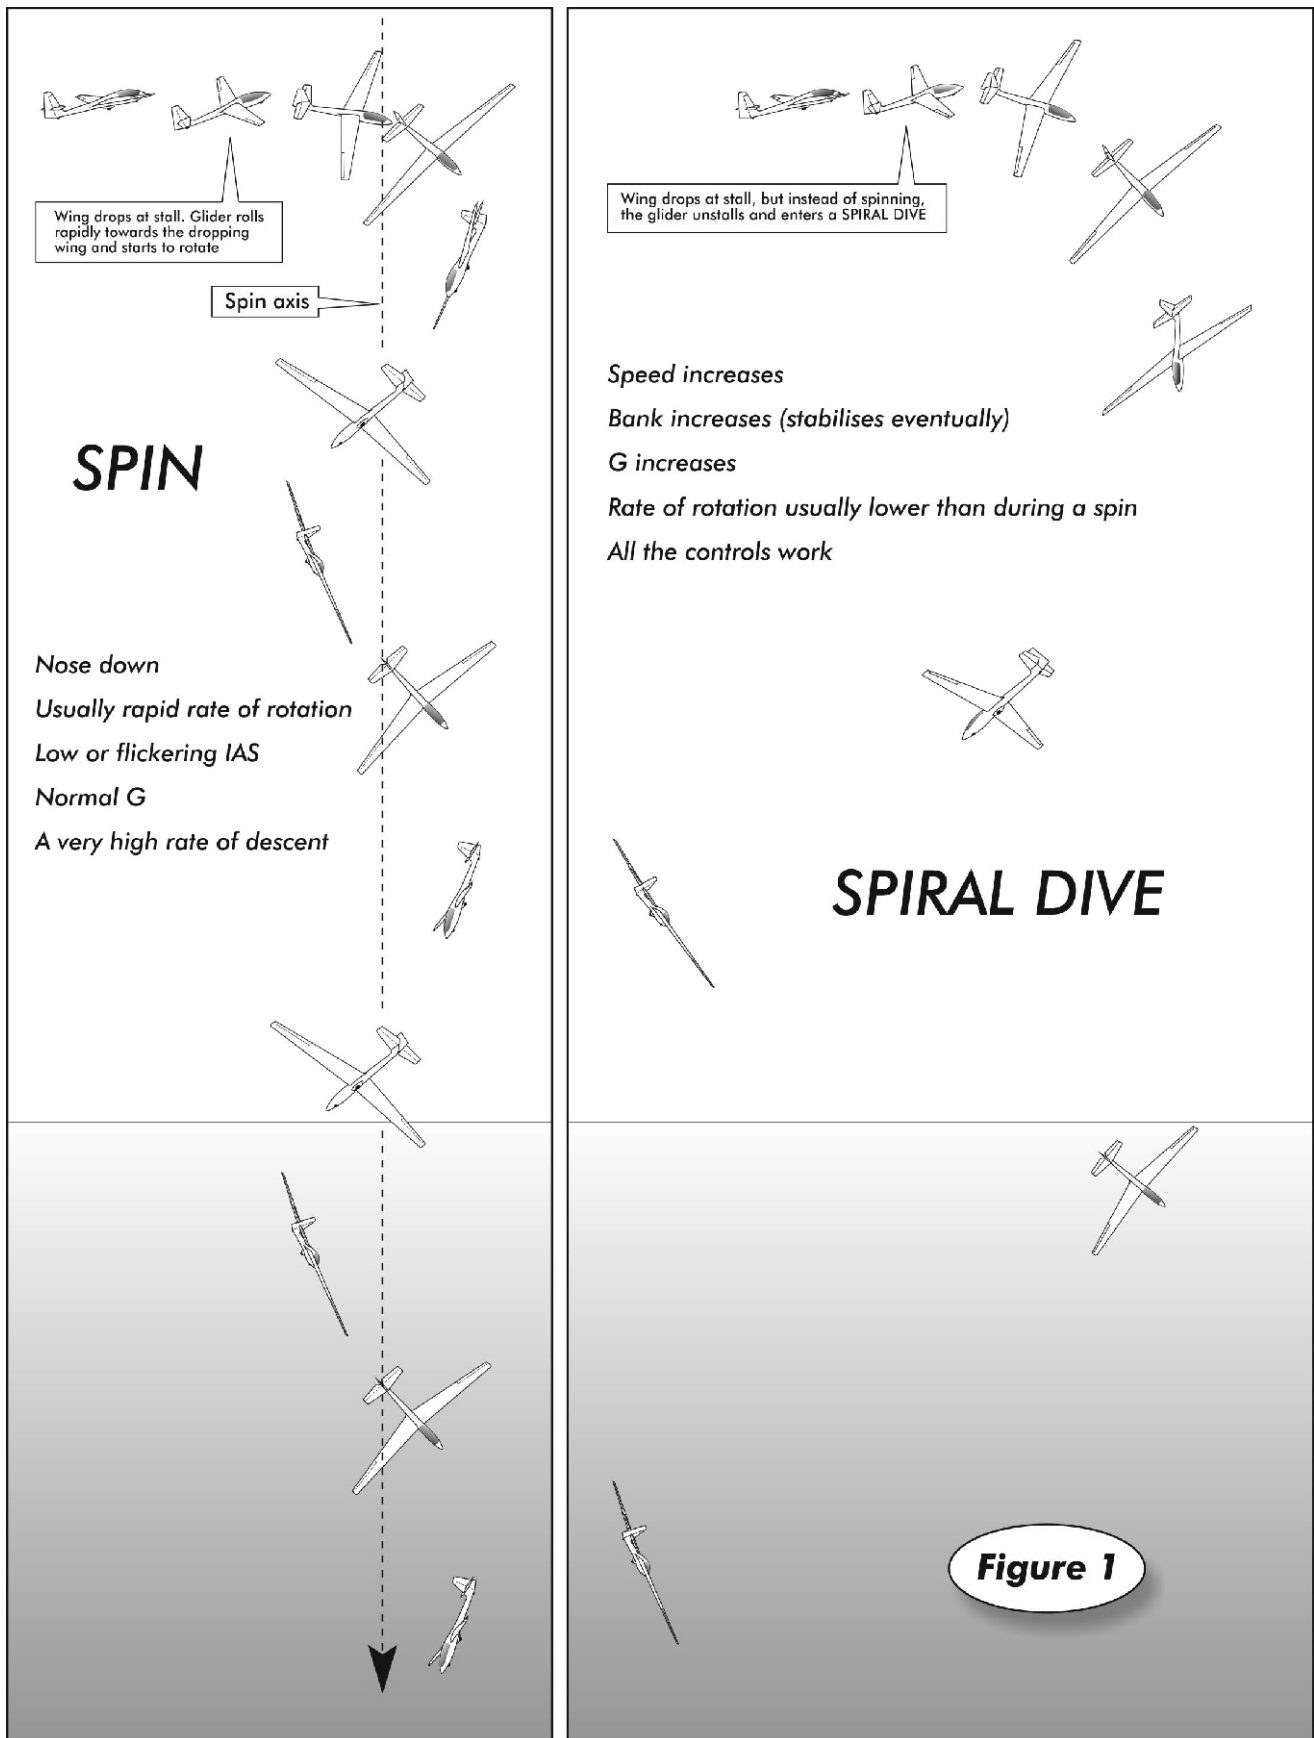 Wing drops at stall. Glider rolls
rapidly towards the dropping
wing and starts to rotate
Spin axis
SPIN
Nose down
Usually rapid rate of rotation
Low or flickering IAS
Normal G
A very high rate of descent
Wing drops at stall, but instead of spinning,
the glider unstalls and enters a SPIRAL DIVE
Speed increases
Bank increases (stabilises eventually)
G increases
Rate of rotation usually lower than during a spin
All the controls work
SPIRAL DIVE
Figure 1